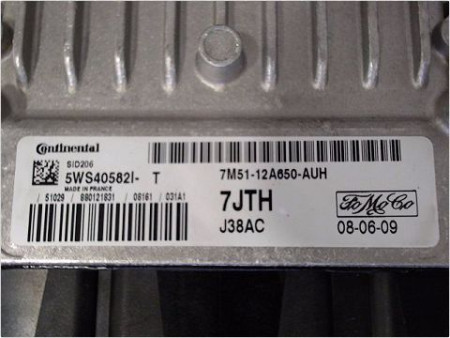 Continental
SID206
5WS40582I- T
MADE IN FRANCE
/ 51029 / 880121831 / 08161 / 031A1
7M51-12A650-AUH
7JTH
J38AC
FoMoCo
08-06-09